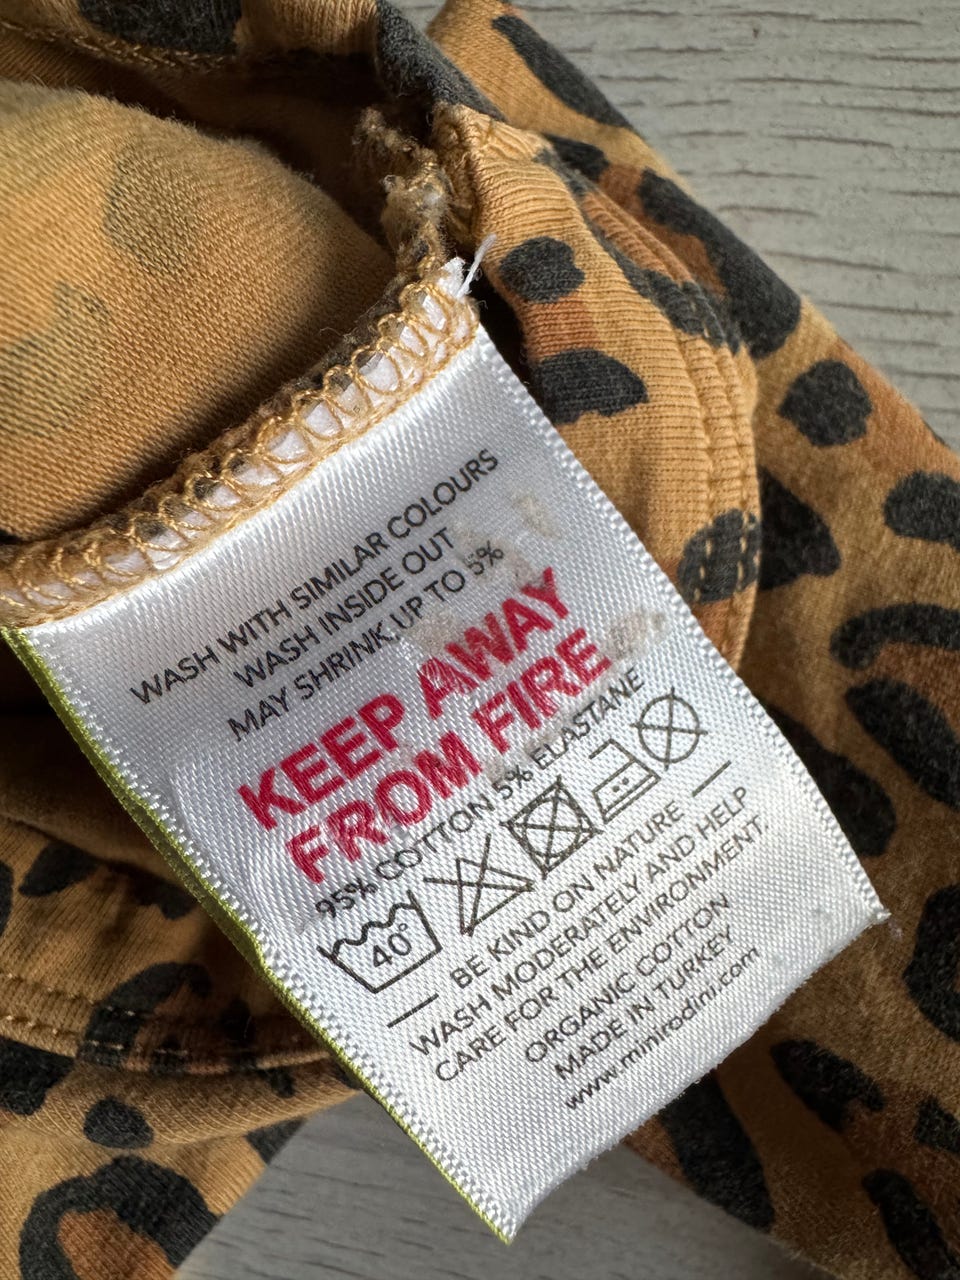 WASH WITH SIMILAR COLOURS
WASH INSIDE OUT
MAY SHRINK UP TO 5%
KEEP AWAY
FROM FIRE
95% COTTON 5% ELASTANE
40°
BE KIND ON NATURE
WASH MODERATELY AND HELP
CARE FOR THE ENVIRONMENT.
ORGANIC COTTON
MADE IN TURKEY
www.minirodini.com